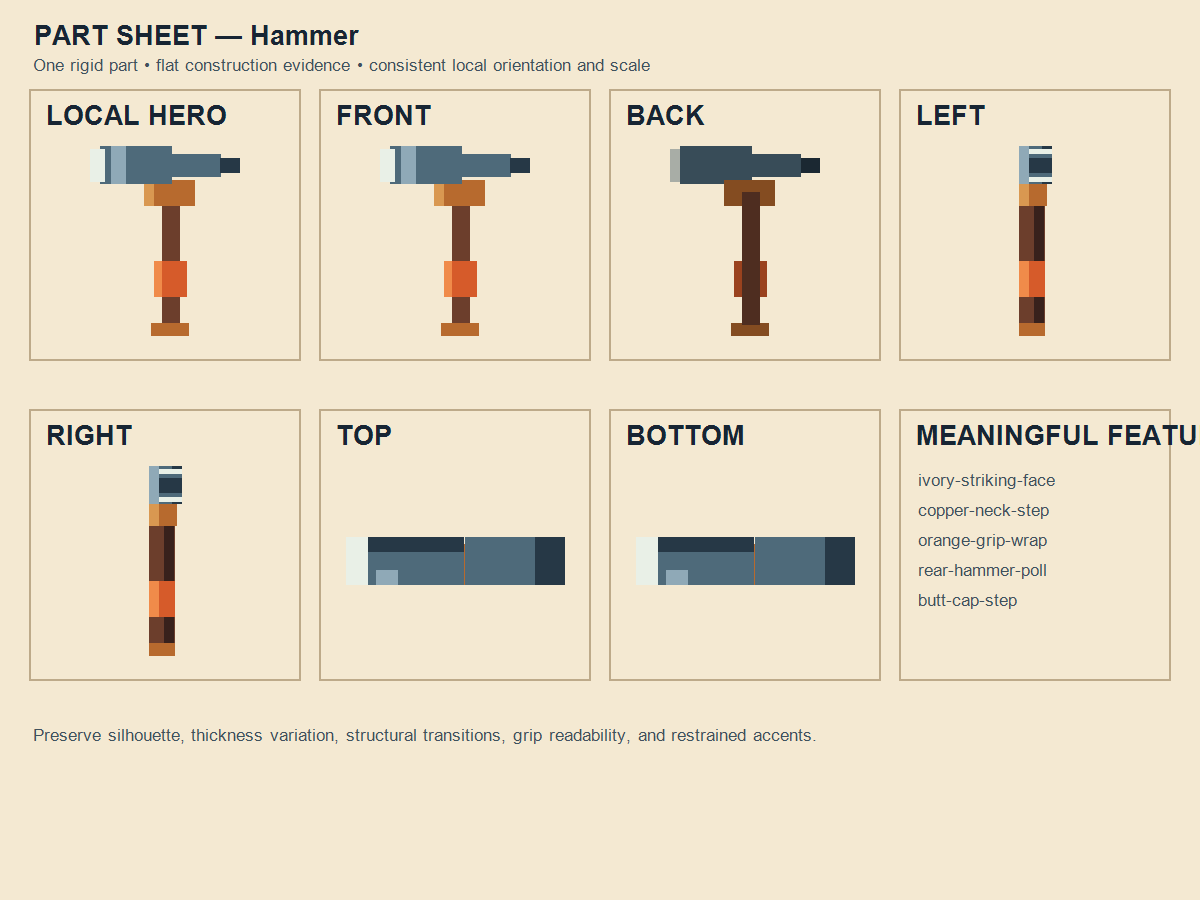 PART SHEET — Hammer
One rigid part • flat construction evidence • consistent local orientation and scale
LOCAL HERO
FRONT
BACK
LEFT
RIGHT
TOP
BOTTOM
MEANINGFUL FEATU
ivory-striking-face
copper-neck-step
orange-grip-wrap
rear-hammer-poll
butt-cap-step
Preserve silhouette, thickness variation, structural transitions, grip readability, and restrained accents.